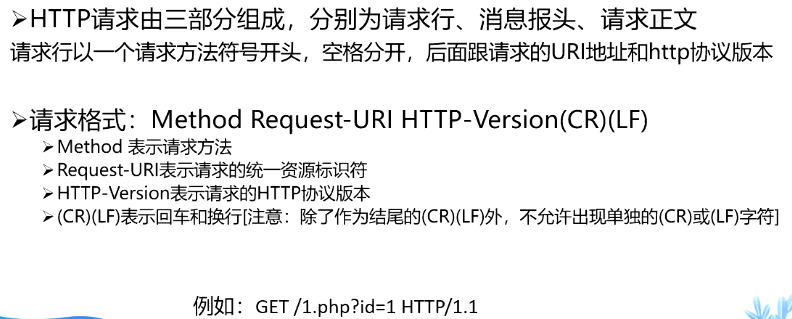 ➢HTTP请求由三部分组成，分别为请求行、消息报头、请求正文
请求行以一个请求方法符号开头，空格分开，后面跟请求的URI地址和http协议版本
➢请求格式：Method Request-URI HTTP-Version(CR)(LF)
➢Method 表示请求方法
➢Request-URI表示请求的统一资源标识符
➢HTTP-Version表示请求的HTTP协议版本
➢(CR)(LF)表示回车和换行[注意：除了作为结尾的(CR)(LF)外，不允许出现单独的(CR)或(LF)字符]
例如：GET /1.php?id=1 HTTP/1.1